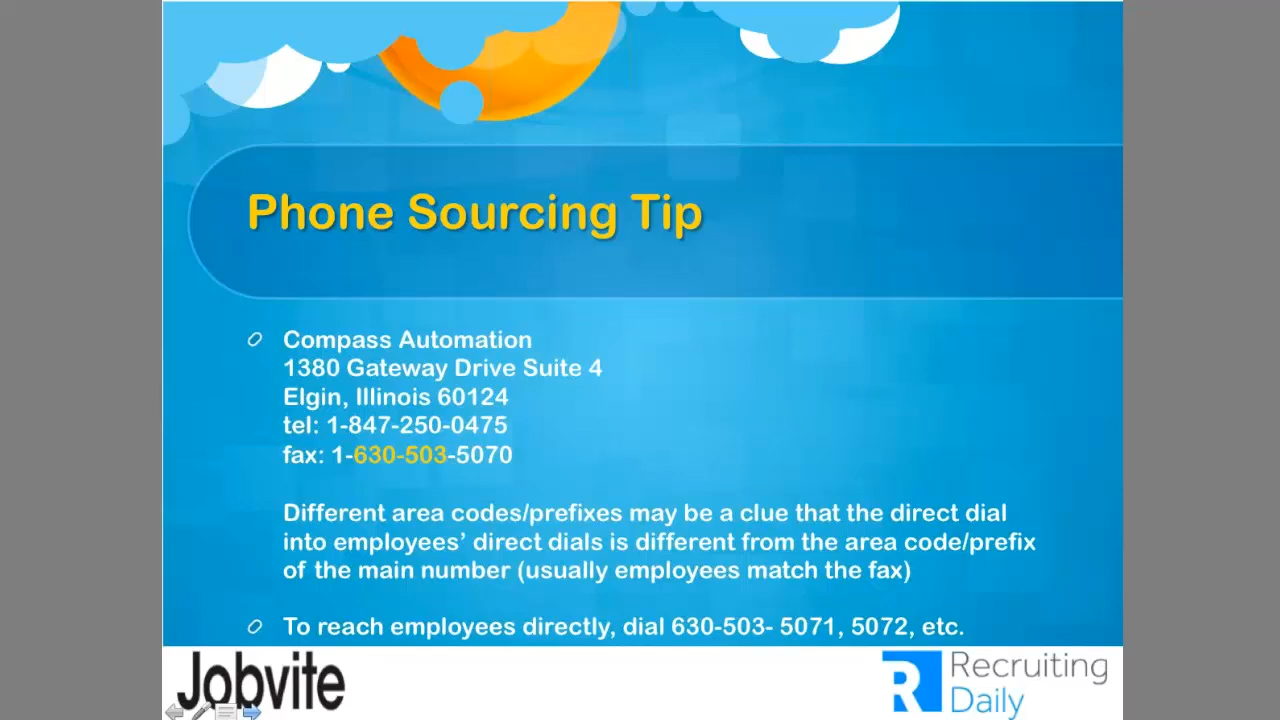 Phone Sourcing Tip
Compass Automation
1380 Gateway Drive Suite 4
Elgin, Illinois 60124
tel: 1-847-250-0475
fax: 1-630-503-5070
Different area codes/prefixes may be a clue that the direct dial
into employees’ direct dials is different from the area code/prefix
of the main number (usually employees match the fax)
To reach employees directly, dial 630-503- 5071, 5072, etc.
Jobvite
R
Recruiting
Daily